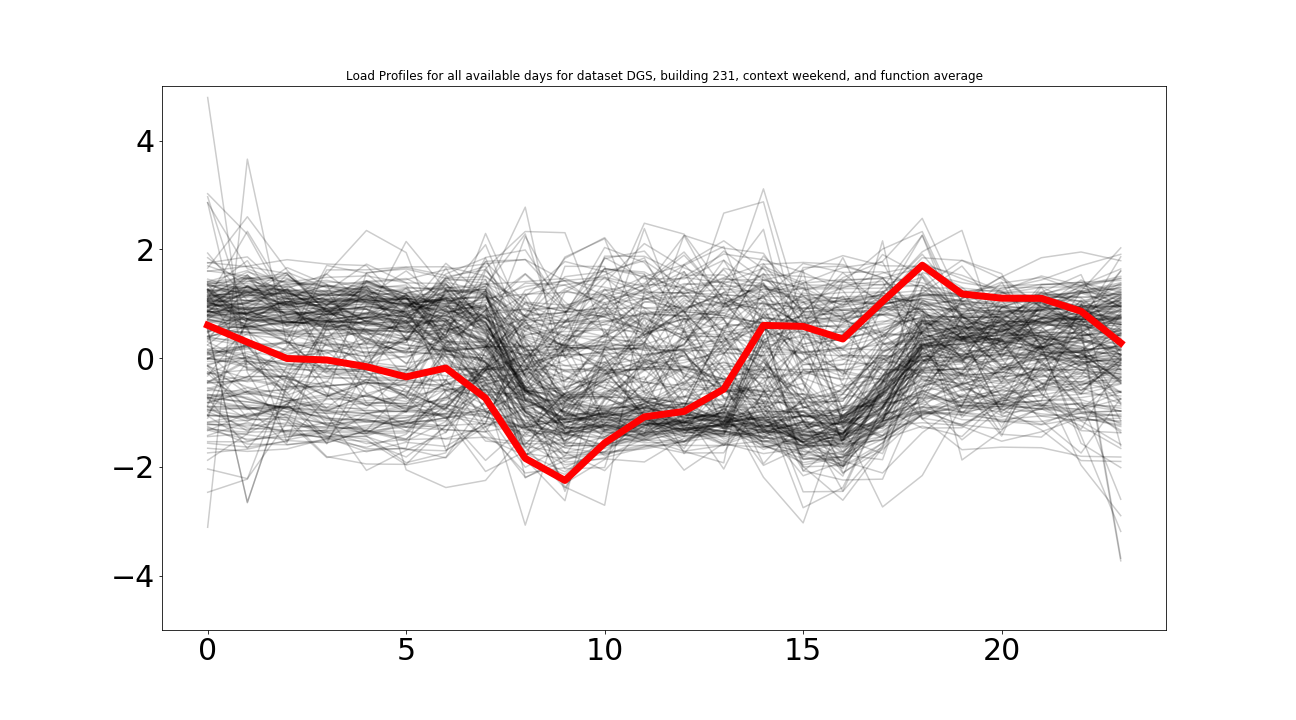 Load Profiles for all available days for dataset DGS, building 231, context weekend, and function average
4
2
0
−2
−4
0 5 10 15 20